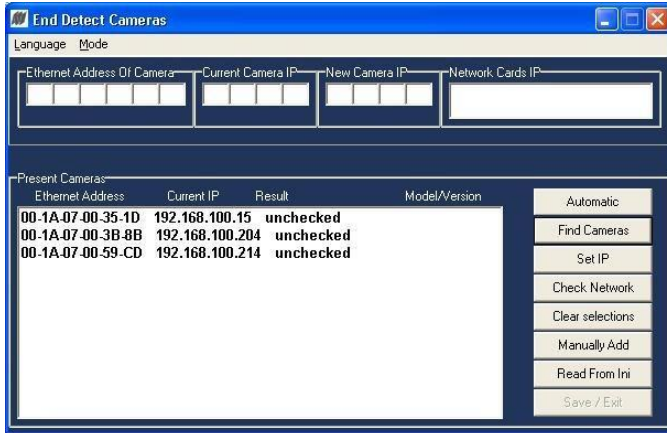 End Detect Cameras
Language Mode
Ethernet Address Of Camera Current Camera IP New Camera IP Network Cards IP
Present Cameras
Ethernet Address Current IP Result Model/Version
00-1A-07-00-35-1D 192.168.100.15 unchecked
00-1A-07-00-3B-8B 192.168.100.204 unchecked
00-1A-07-00-59-CD 192.168.100.214 unchecked
Automatic
Find Cameras
Set IP
Check Network
Clear selections
Manually Add
Read From Ini
Save / Exit